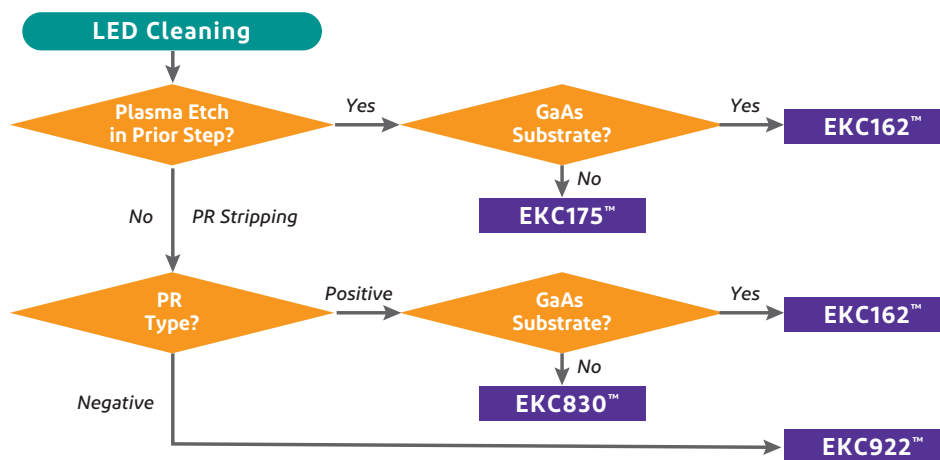 LED Cleaning
Plasma Etch
in Prior Step?
Yes
GaAs
Substrate?
Yes
EKC162™
No
EKC175™
No
PR Stripping
PR
Type?
Positive
GaAs
Substrate?
Yes
EKC162™
No
EKC830™
Negative
EKC922™